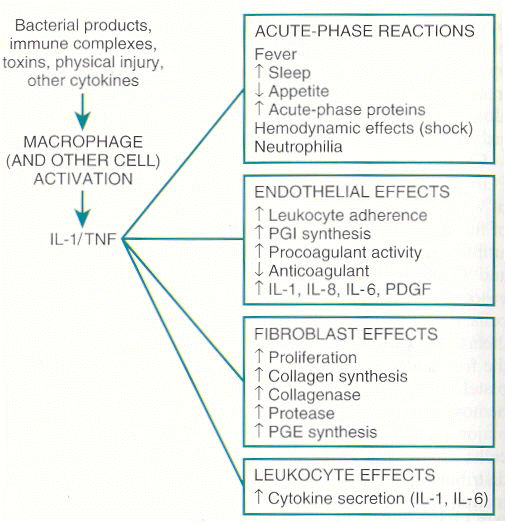 Bacterial products,
immune complexes,
toxins, physical injury,
other cytokines
MACROPHAGE
(AND OTHER CELL)
ACTIVATION
IL-1/TNF
ACUTE-PHASE REACTIONS
Fever
↑ Sleep
↓ Appetite
↑ Acute-phase proteins
Hemodynamic effects (shock)
Neutrophilia
ENDOTHELIAL EFFECTS
↑ Leukocyte adherence
↑ PGI synthesis
↑ Procoagulant activity
↓ Anticoagulant
↑ IL-1, IL-8, IL-6, PDGF
FIBROBLAST EFFECTS
↑ Proliferation
↑ Collagen synthesis
↑ Collagenase
↑ Protease
↑ PGE synthesis
LEUKOCYTE EFFECTS
↑ Cytokine secretion (IL-1, IL-6)